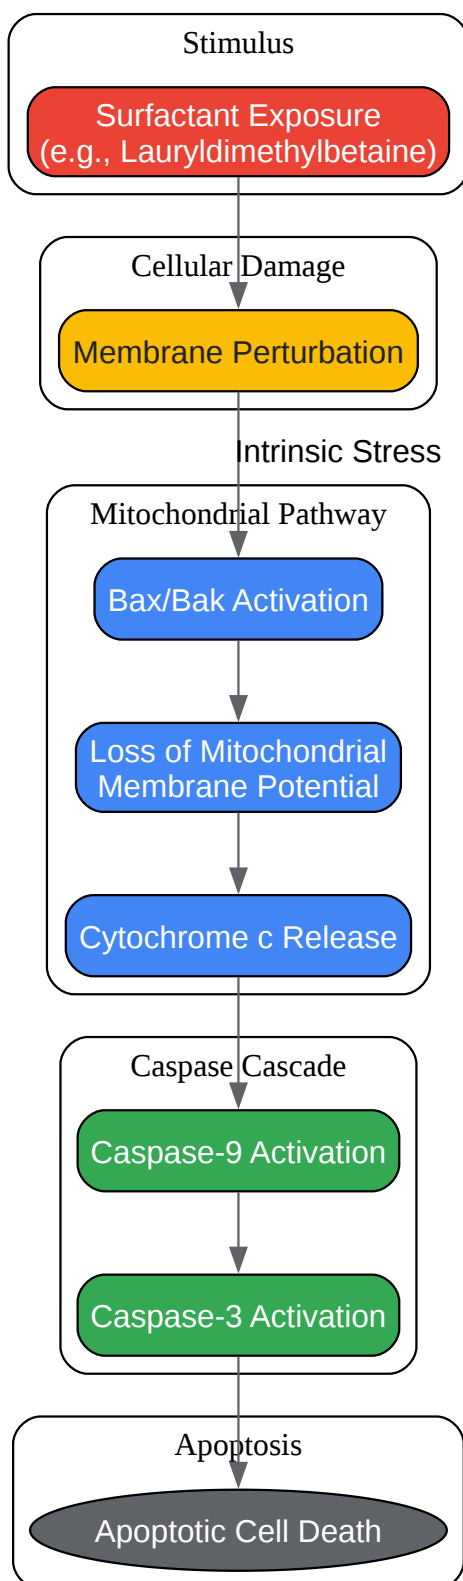 Stimulus
Surfactant Exposure
(e.g., Lauryldimethylbetaine)
Cellular Damage
Membrane Perturbation
Intrinsic Stress
Mitochondrial Pathway
Bax/Bak Activation
Loss of Mitochondrial
Membrane Potential
Cytochrome c Release
Caspase Cascade
Caspase-9 Activation
Caspase-3 Activation
Apoptosis
Apoptotic Cell Death